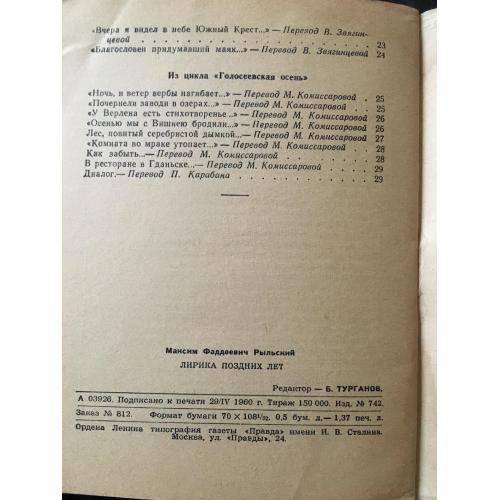 «Вчера я видел в небе Южный Крест...» — Перевод В. Звягин-
цевой . . . . . . . . . . . . . . 23
«Благословен придумавший маяк...» — Перевод В. Звягинцевой 24
Из цикла «Голосеевская осень»
«Ночь, и ветер вербы нагибает...» — Перевод М. Комиссаровой . 25
«Почернели заводи в озерах...» — Перевод М. Комиссаровой . . 25
«У Верлена есть стихотворенье...» — Перевод М. Комиссаровой 26
«Осенью мы с Вишнею бродили...» — Перевод М. Комиссаровой 26
Лес, повитый серебристой дымкой... — Перевод М. Комиссаровой 27
«Комната во мраке утопает...» — Перевод М. Комиссаровой . . 28
Как забыть... — Перевод М. Комиссаровой . . . . . . . 28
В ресторане в Гданьске... — Перевод М. Комиссаровой . . . . 29
Диалог. — Перевод П. Карабана . . . . . . . . . . 29
Максим Фаддеевич Рыльский
ЛИРИКА ПОЗДНИХ ЛЕТ
Редактор — Б. ТУРГАНОВ.
А 03926. Подписано к печати 29/IV 1960 г. Тираж 150 000. Изд. № 742.
Заказ № 812. Формат бумаги 70 × 108¹/₃₂. 0,5 бум. л. — 1,37 печ. л.
Ордена Ленина типография газеты «Правда» имени И. В. Сталина.
Москва, ул. «Правды», 24.